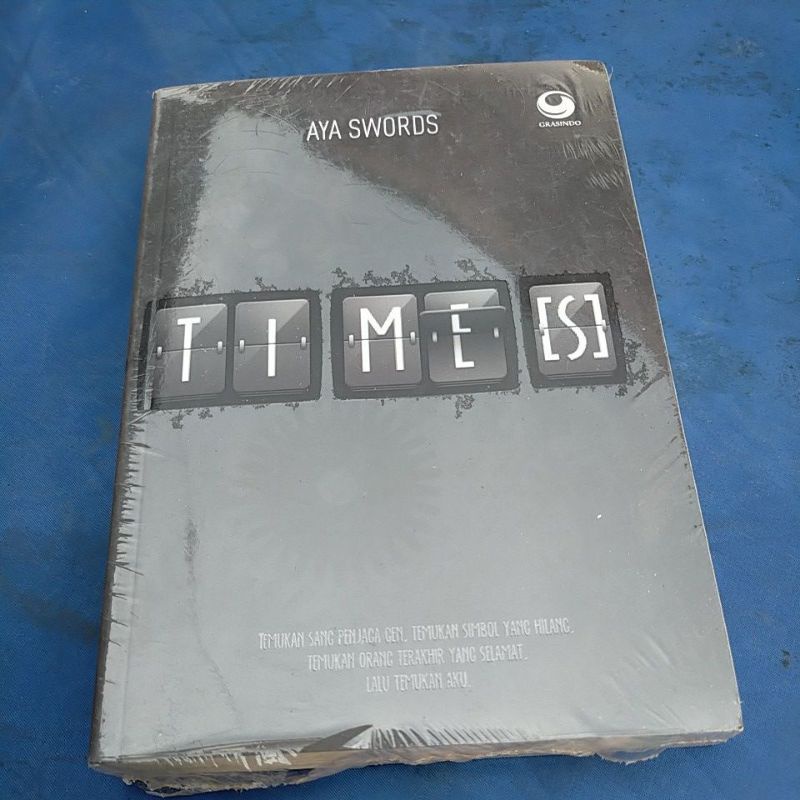 AYA SWORDS
GRASINDO
TIME[S]
TEMUKAN SANG PENJAGA GEN, TEMUKAN SIMBOL YANG HILANG,
TEMUKAN ORANG TERAKHIR YANG SELAMAT,
LALU TEMUKAN AKU.